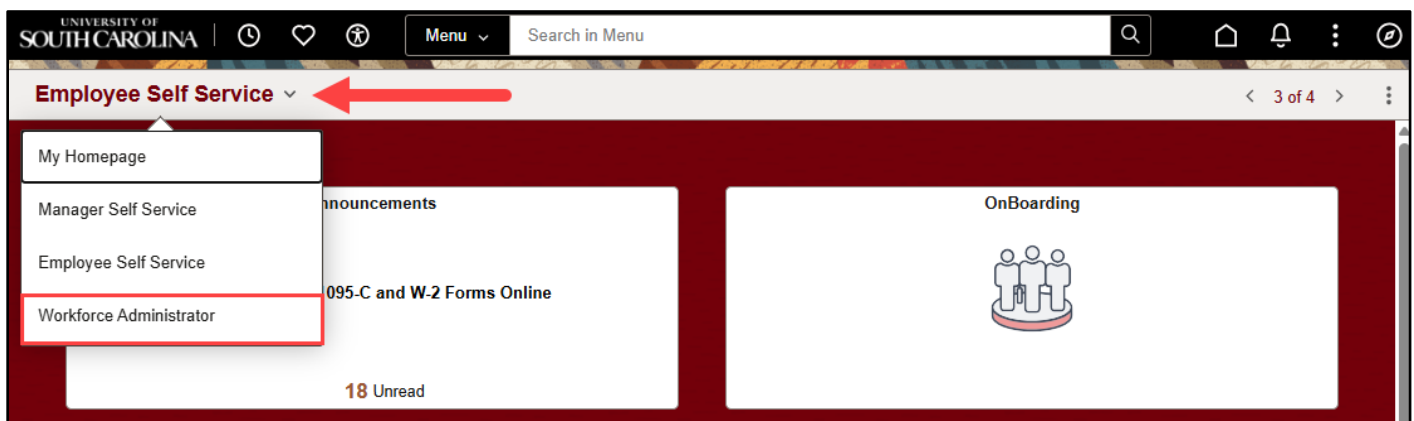 UNIVERSITY OF
SOUTH CAROLINA
Menu
Search in Menu
Employee Self Service
3 of 4
My Homepage
Manager Self Service
Employee Self Service
Workforce Administrator
nnouncements
095-C and W-2 Forms Online
18 Unread
OnBoarding